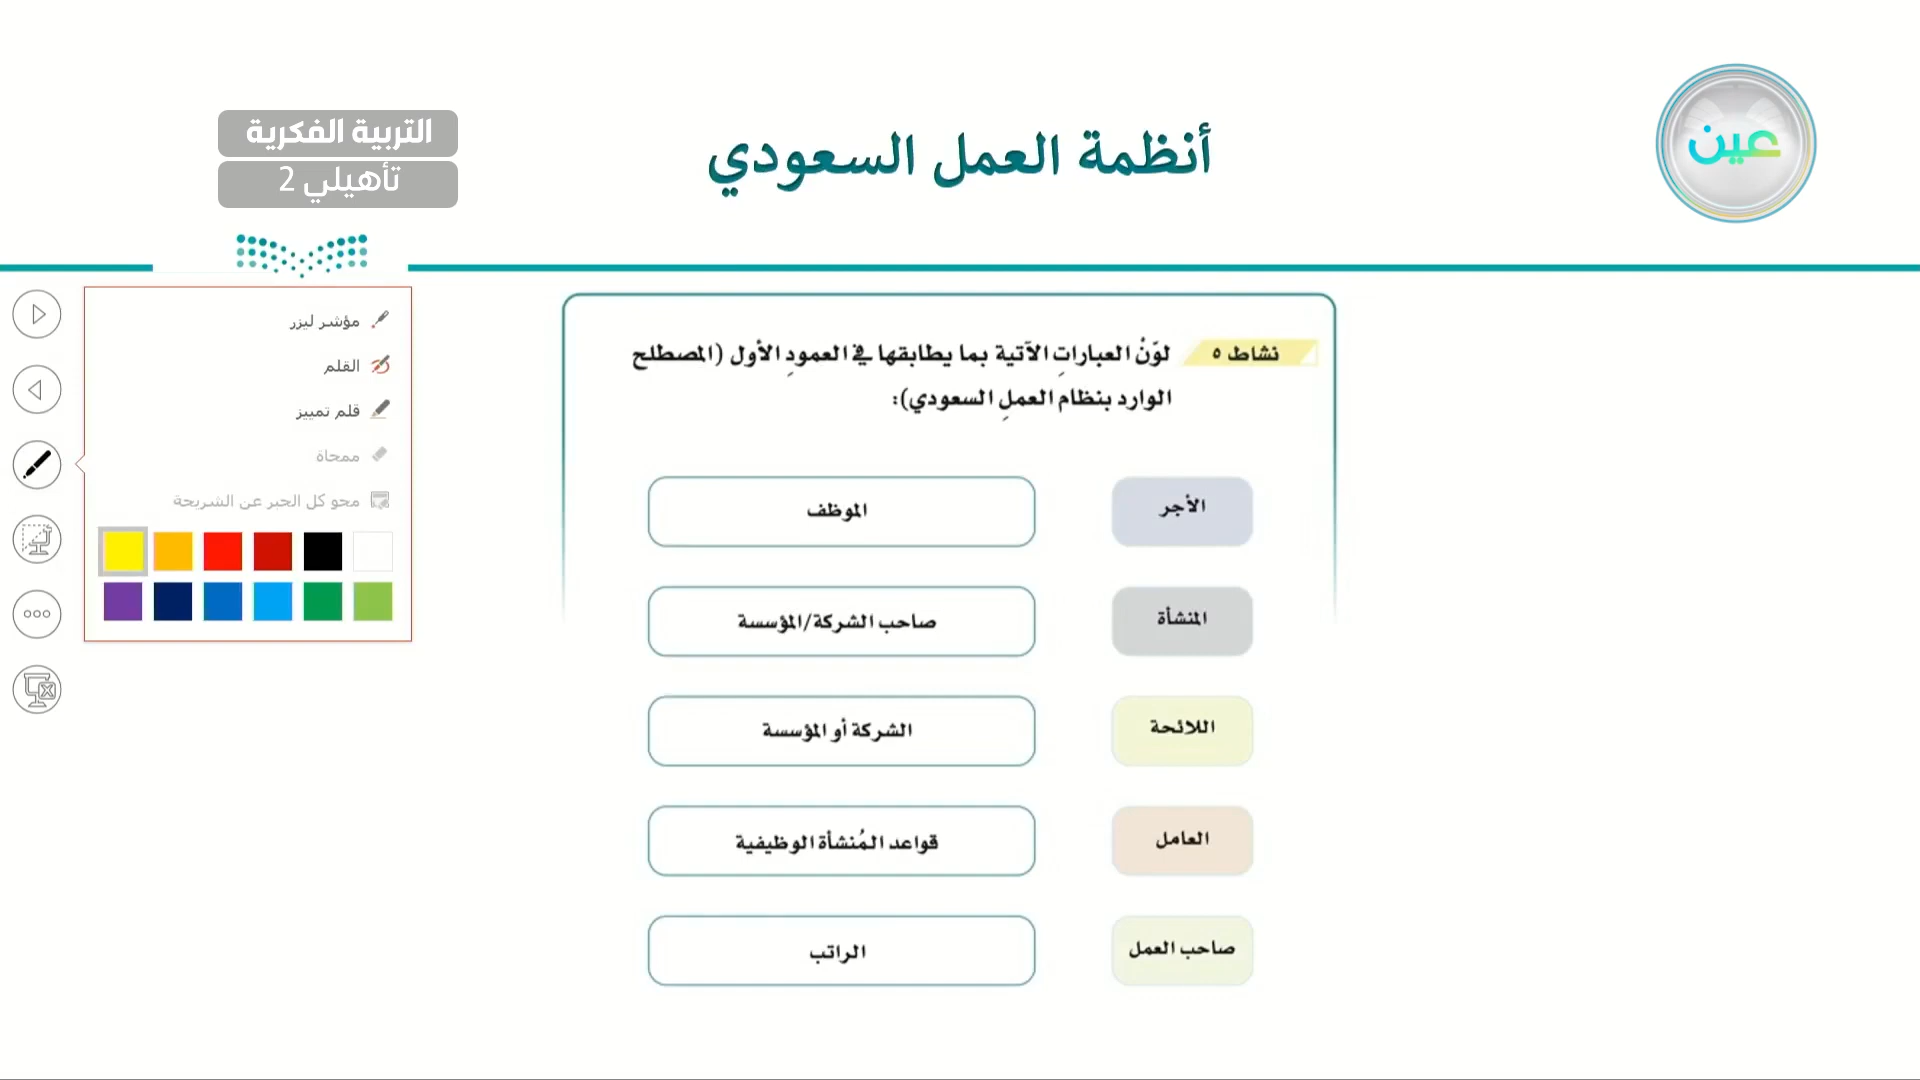 عين
أنظمة العمل السعودي
التربية الفكرية
تأهيلي 2
نشاط ٥
لوّنْ العباراتِ الآتية بما يطابقها في العمودِ الأول (المصطلح
الوارد بنظام العملِ السعودي):
الأجر
الموظف
المنشأة
صاحب الشركة/المؤسسة
اللائحة
الشركة أو المؤسسة
العامل
قواعد المُنشأة الوظيفية
صاحب العمل
الراتب
مؤشر ليزر
القلم
قلم تمييز
ممحاة
محو كل الحبر عن الشريحة